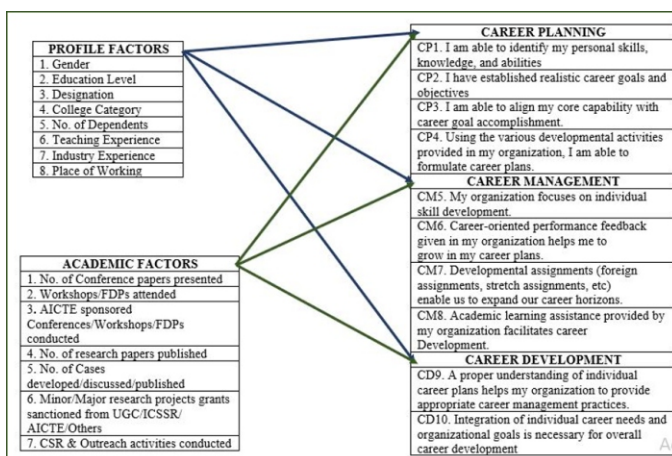 PROFILE FACTORS
1. Gender
2. Education Level
3. Designation
4. College Category
5. No. of Dependents
6. Teaching Experience
7. Industry Experience
8. Place of Working
ACADEMIC FACTORS
1. No. of Conference papers presented
2. Workshops/FDPs attended
3. AICTE sponsored
Conferences/Workshops/FDPs
conducted
4. No. of research papers published
5. No. of Cases
developed/discussed/published
6. Minor/Major research projects grants
sanctioned from UGC/ICSSR/
AICTE/Others
7. CSR & Outreach activities conducted
CAREER PLANNING
CP1. I am able to identify my personal skills,
knowledge, and abilities
CP2. I have established realistic career goals and
objectives
CP3. I am able to align my core capability with
career goal accomplishment.
CP4. Using the various developmental activities
provided in my organization, I am able to
formulate career plans.
CAREER MANAGEMENT
CM5. My organization focuses on individual
skill development.
CM6. Career-oriented performance feedback
given in my organization helps me to
grow in my career plans.
CM7. Developmental assignments (foreign
assignments, stretch assignments, etc)
enable us to expand our career horizons.
CM8. Academic learning assistance provided by
my organization facilitates career
Development.
CAREER DEVELOPMENT
CD9. A proper understanding of individual
career plans helps my organization to provide
appropriate career management practices.
CD10. Integration of individual career needs and
organizational goals is necessary for overall
career development